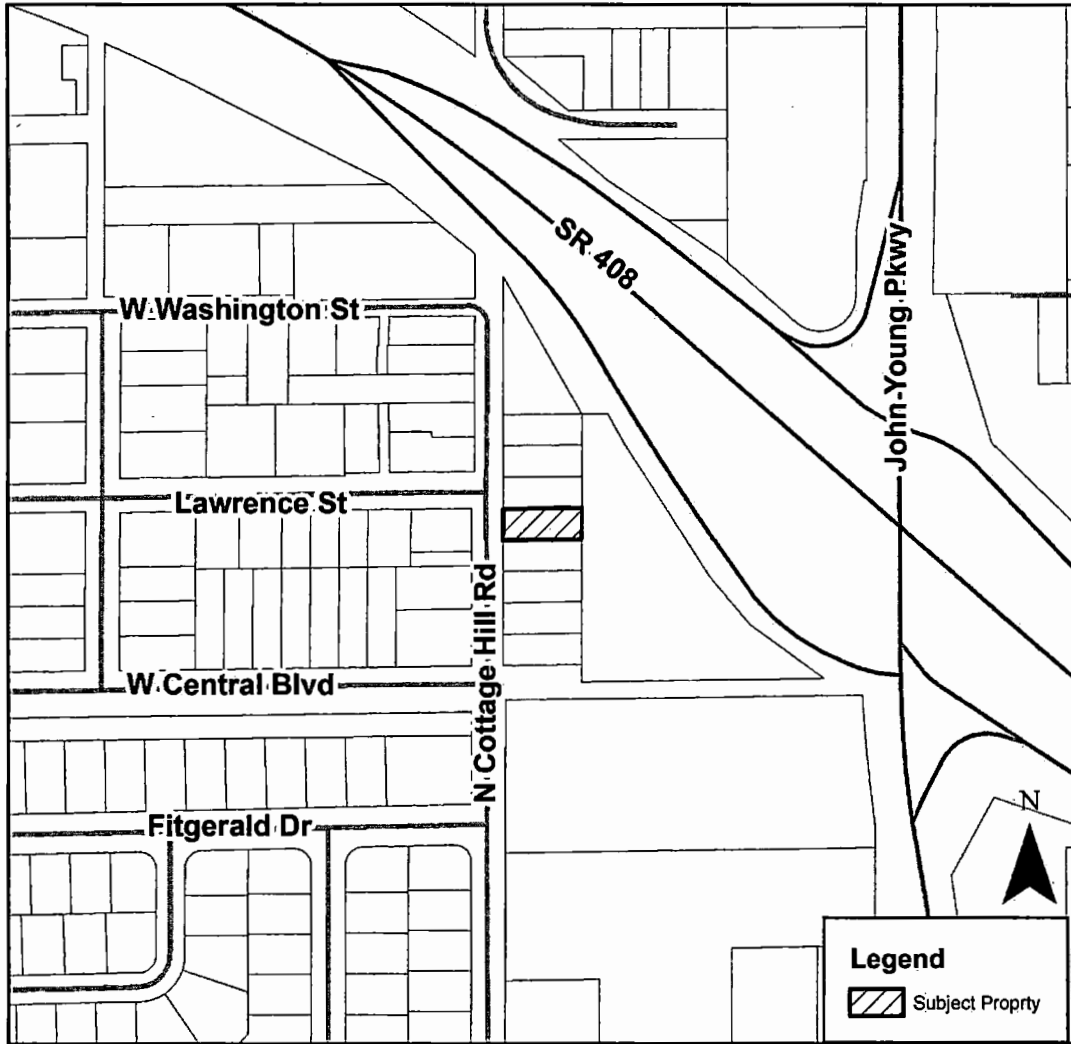 SR 408
John Young Pkwy
W Washington St
Lawrence St
N Cottage Hill Rd
W Central Blvd
Fitgerald Dr
N
Legend
Subject Proprty